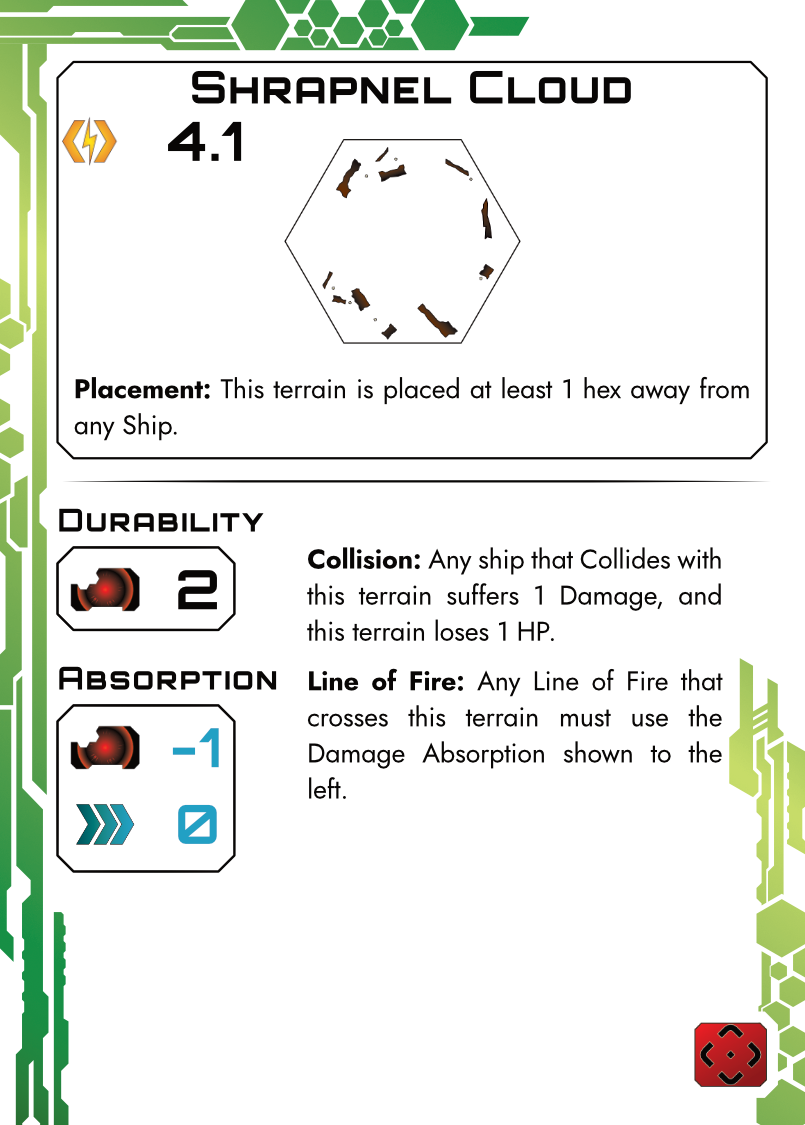 Shrapnel Cloud
4.1
Placement: This terrain is placed at least 1 hex away from
any Ship.
Durability
2
Collision: Any ship that Collides with
this terrain suffers 1 Damage, and
this terrain loses 1 HP.
Absorption
-1
0
Line of Fire: Any Line of Fire that
crosses this terrain must use the
Damage Absorption shown to the
left.